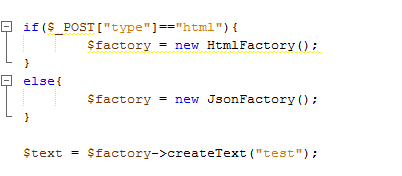 if($_POST["type"]=="html"){
$factory = new HtmlFactory();
}
else{
$factory = new JsonFactory();
}
$text = $factory->createText("test");